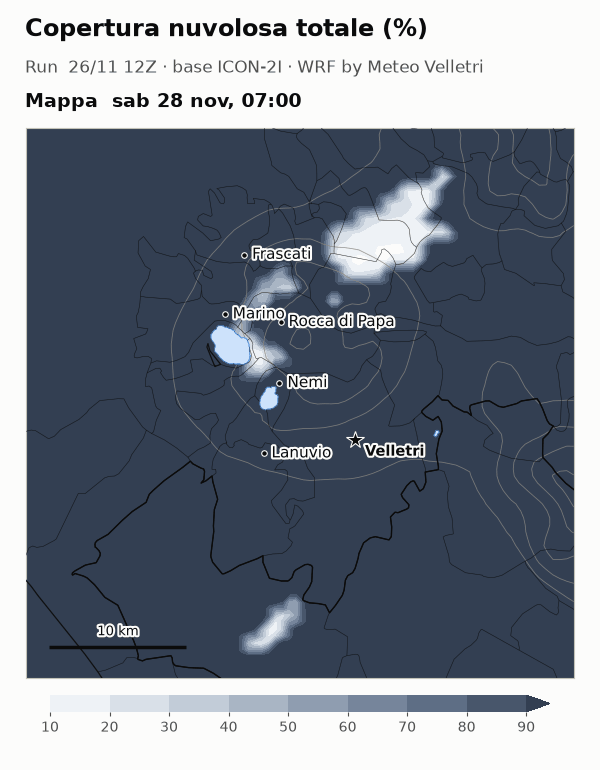 Copertura nuvolosa totale (%)
Run  26/11 12Z · base ICON-2I · WRF by Meteo Velletri
Mappa  sab 28 nov, 07:00
Frascati
Marino
Rocca di Papa
Nemi
Velletri
Lanuvio
10 km
10 20 30 40 50 60 70 80 90